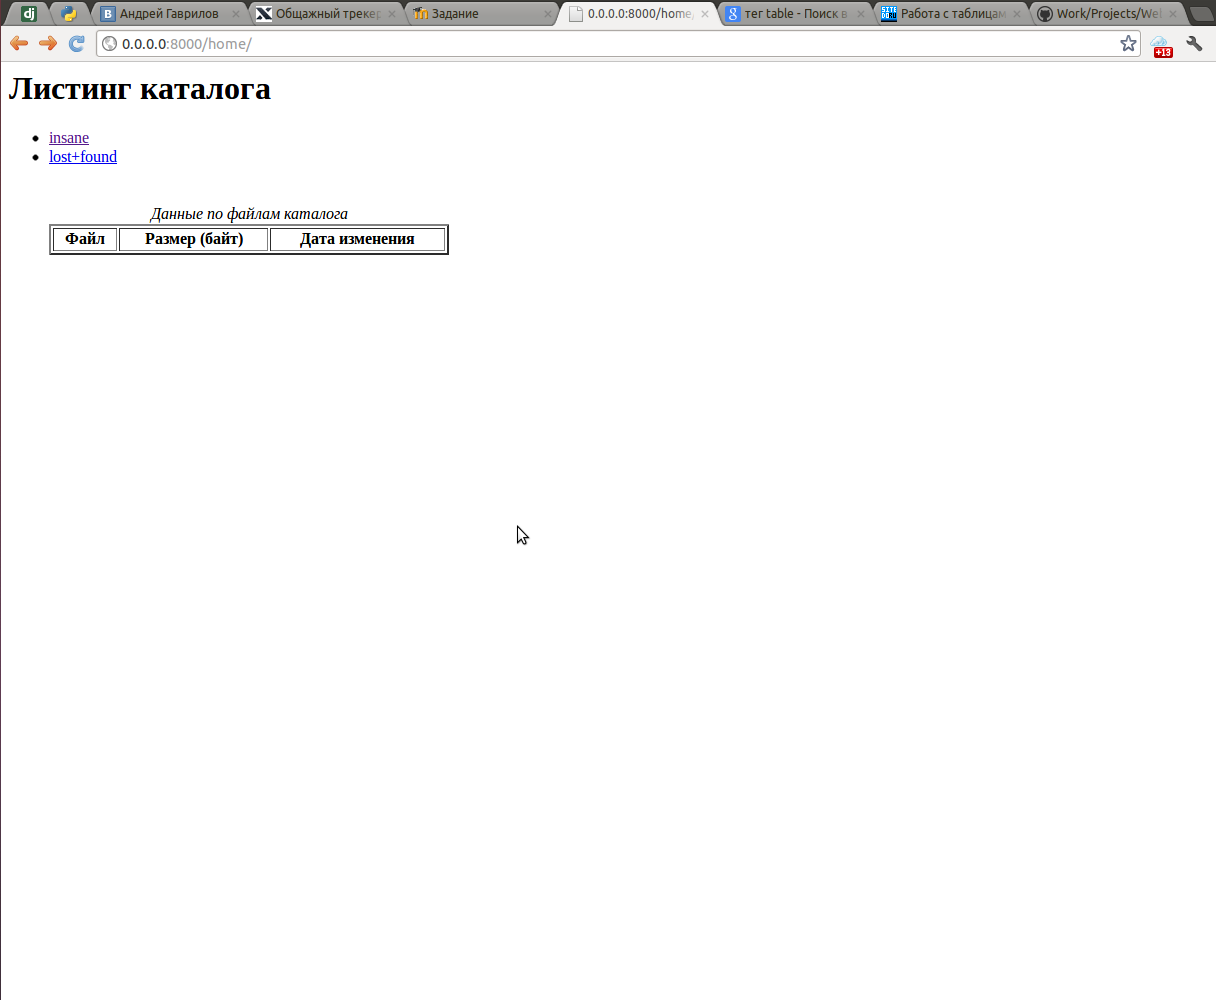 dj
Андрей Гаврилов
Общажный трекер
Задание
0.0.0.0:8000/home/
тег table - Поиск в
Работа с таблицам
Work/Projects/Wel
0.0.0.0:8000/home/
+13
Листинг каталога
insane
lost+found
Данные по файлам каталога
Файл Размер (байт) Дата изменения